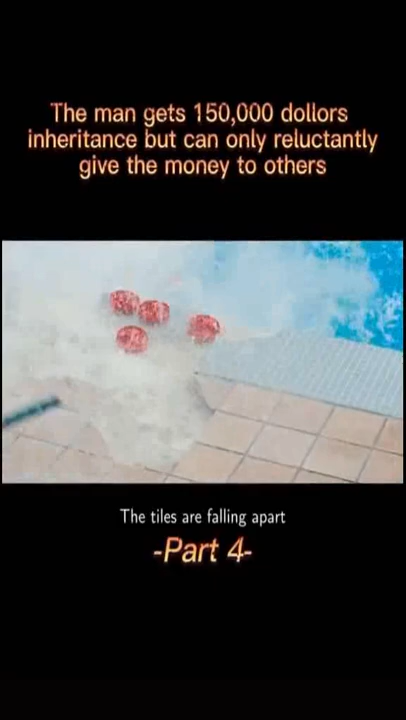 The man gets 150,000 dollors
inheritance but can only reluctantly
give the money to others
The tiles are falling apart
-Part 4-